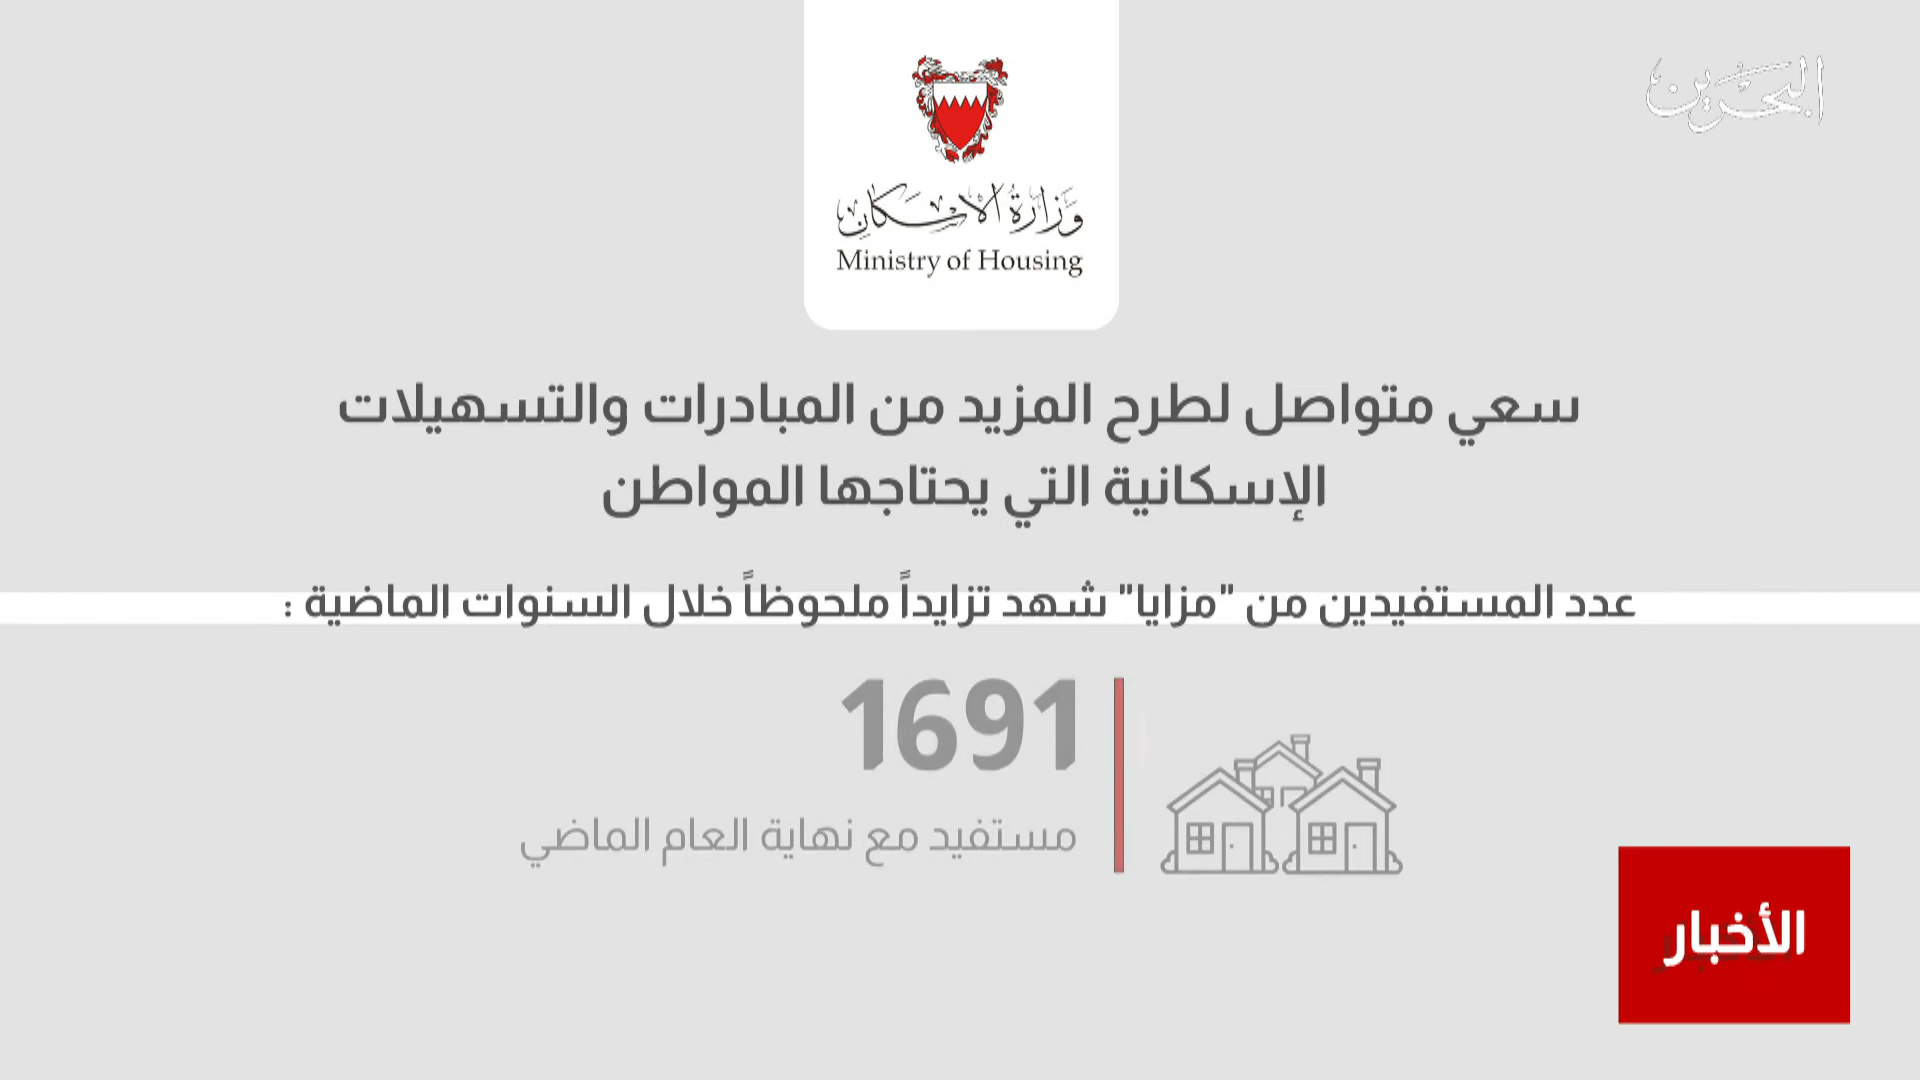 البحرين
وزارة الإسكان
Ministry of Housing
سعي متواصل لطرح المزيد من المبادرات والتسهيلات
الإسكانية التي يحتاجها المواطن
عدد المستفيدين من "مزايا" شهد تزايداً ملحوظاً خلال السنوات الماضية :
1691
مستفيد مع نهاية العام الماضي
الأخبار